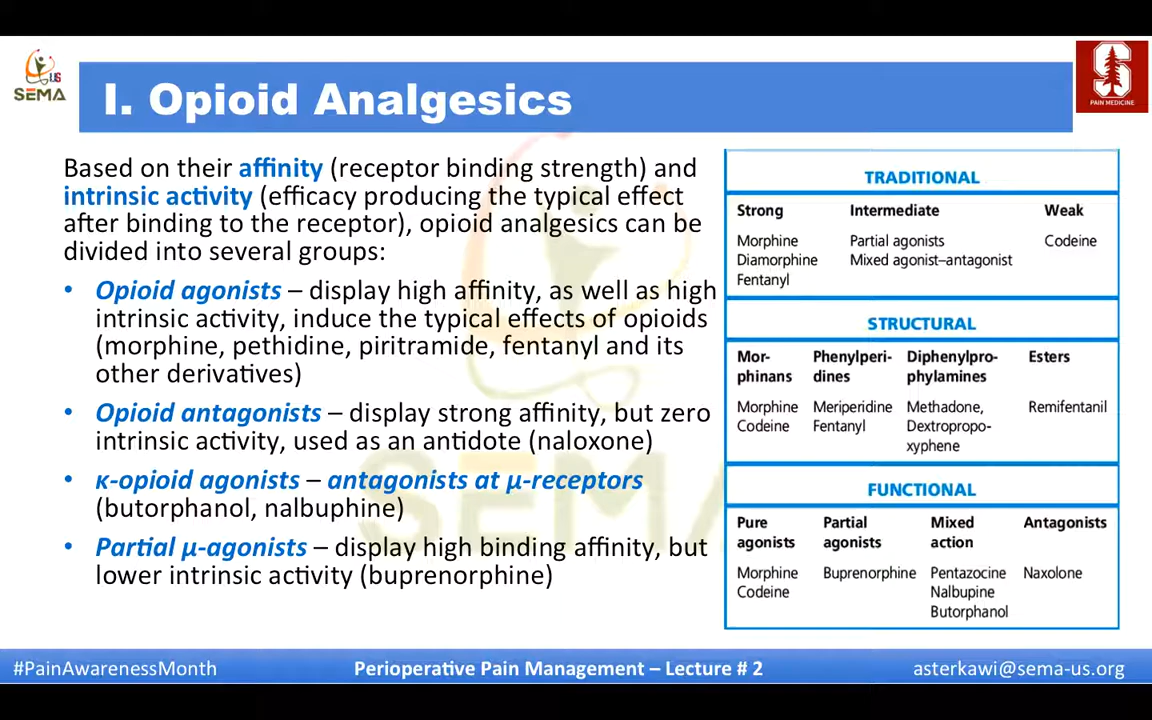 US
SEMA
I. Opioid Analgesics
S
PAIN MEDICINE
Based on their affinity (receptor binding strength) and
intrinsic activity (efficacy producing the typical effect
after binding to the receptor), opioid analgesics can be
divided into several groups:
• Opioid agonists – display high affinity, as well as high
intrinsic activity, induce the typical effects of opioids
(morphine, pethidine, piritramide, fentanyl and its
other derivatives)
• Opioid antagonists – display strong affinity, but zero
intrinsic activity, used as an antidote (naloxone)
• κ-opioid agonists – antagonists at μ-receptors
(butorphanol, nalbuphine)
• Partial μ-agonists – display high binding affinity, but
lower intrinsic activity (buprenorphine)
SEMA
TRADITIONAL
Strong Intermediate Weak
Morphine Partial agonists Codeine
Diamorphine Mixed agonist–antagonist
Fentanyl
STRUCTURAL
Mor- Phenylperi- Diphenylpro- Esters
phinans dines phylamines
Morphine Meriperidine Methadone, Remifentanil
Codeine Fentanyl Dextropropo-
xyphene
FUNCTIONAL
Pure Partial Mixed Antagonists
agonists agonists action
Morphine Buprenorphine Pentazocine Naxolone
Codeine Nalbupine
Butorphanol
#PainAwarenessMonth
Perioperative Pain Management – Lecture # 2
asterkawi@sema-us.org